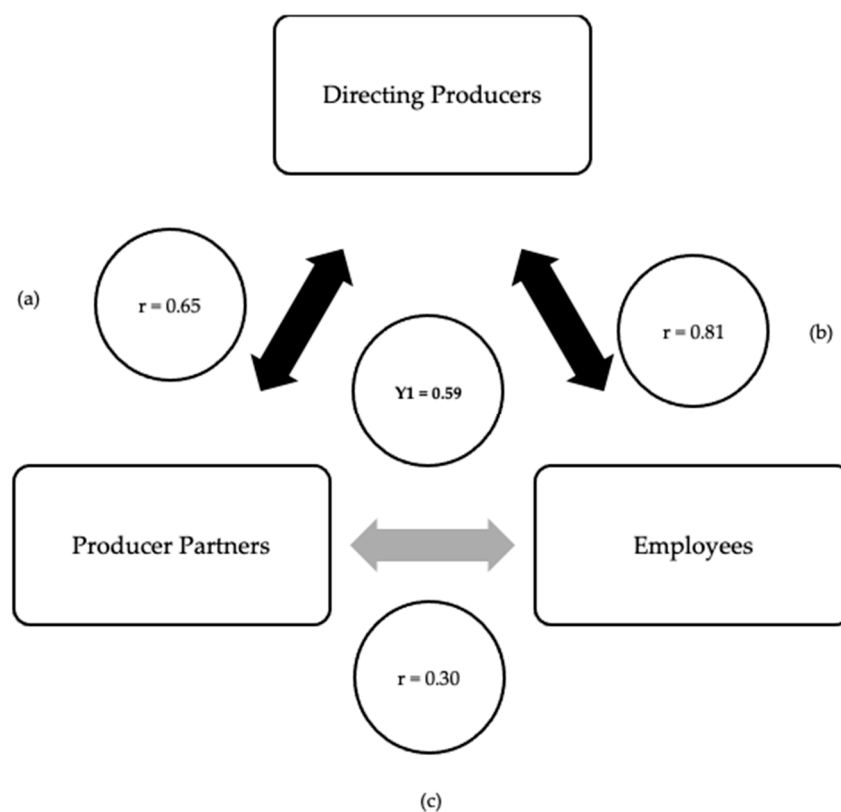 Directing Producers
(a)
r = 0.65
r = 0.81
(b)
Y1 = 0.59
Producer Partners
Employees
r = 0.30
(c)